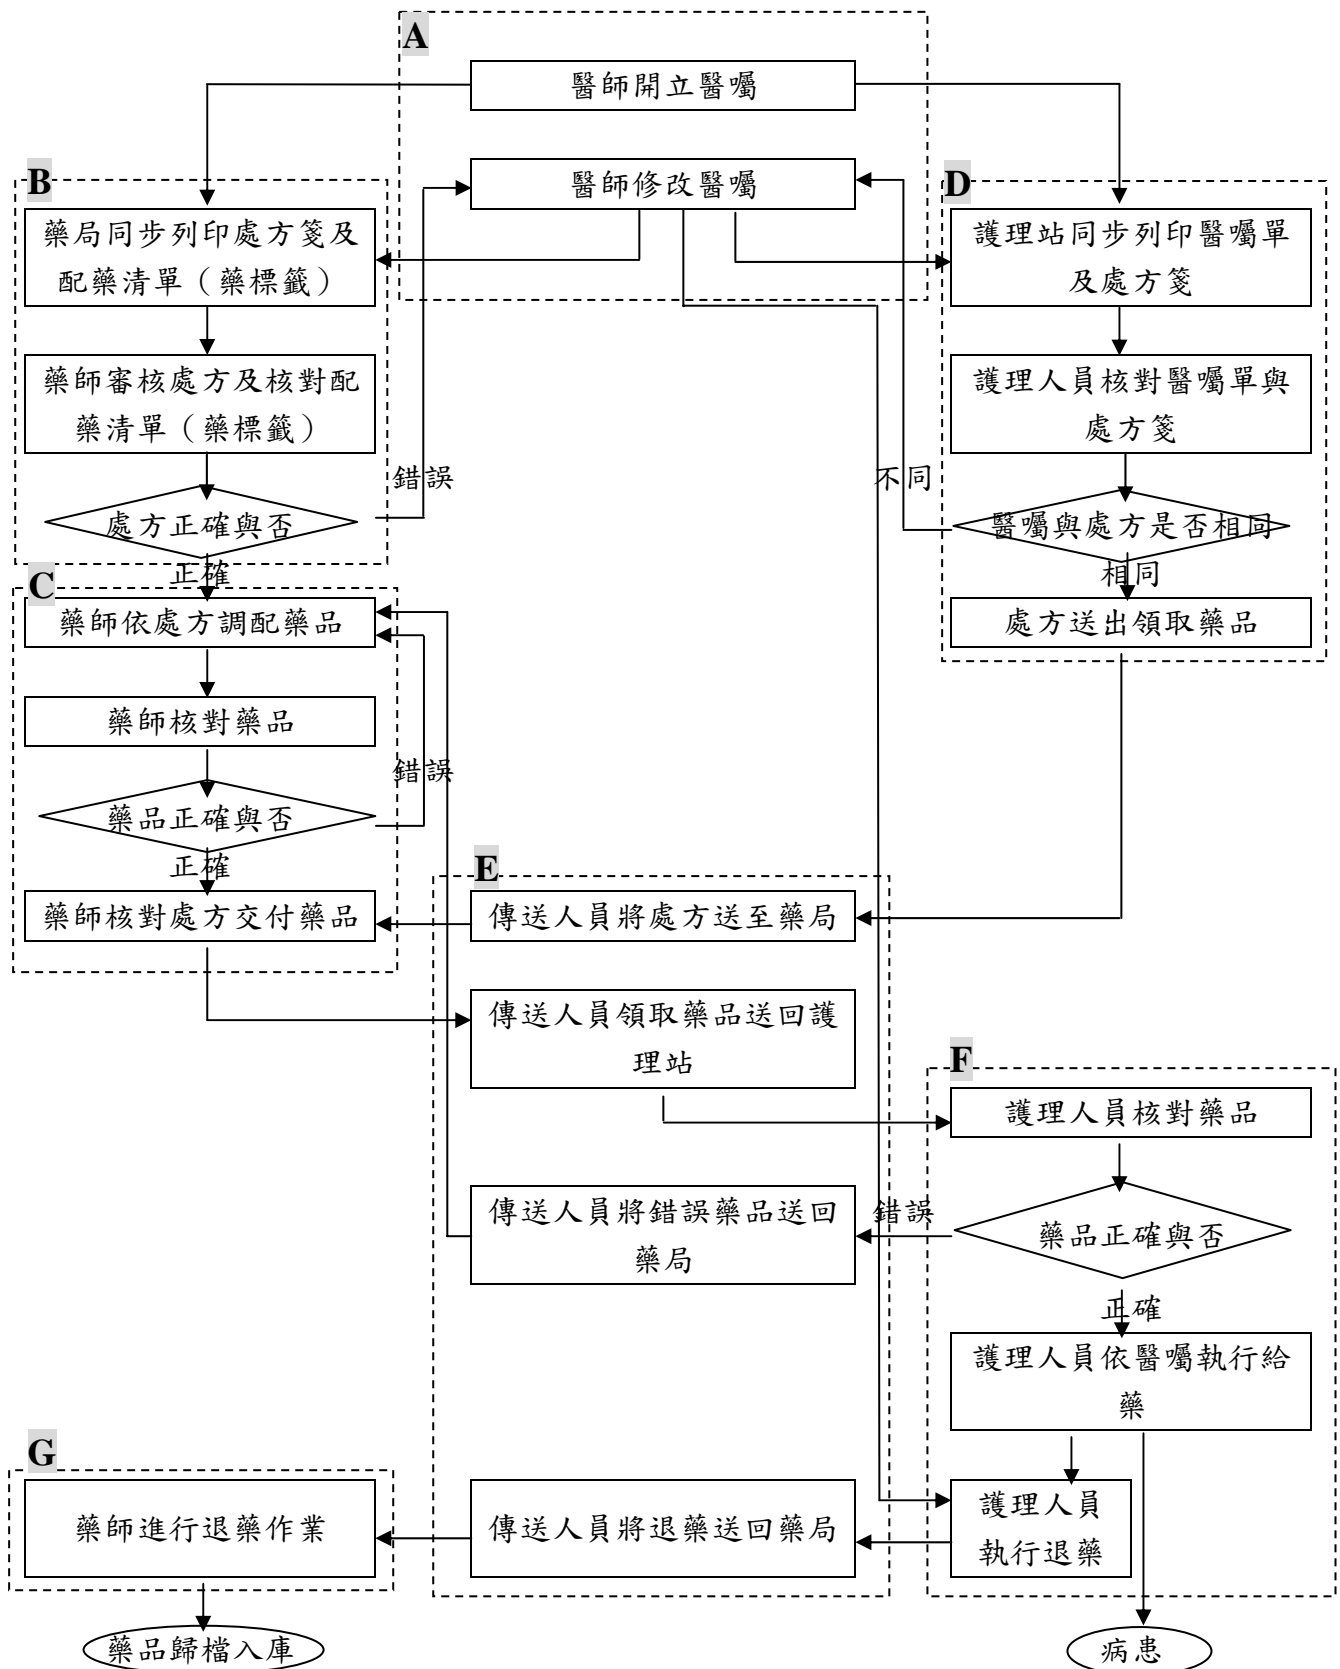 A
醫師開立醫囑
醫師修改醫囑
B
藥局同步列印處方箋及
配藥清單（藥標籤）
藥師審核處方及核對配
藥清單（藥標籤）
錯誤
處方正確與否
正確
D
護理站同步列印醫囑單
及處方箋
護理人員核對醫囑單與
處方箋
不同
醫囑與處方是否相同
相同
處方送出領取藥品
C
藥師依處方調配藥品
藥師核對藥品
錯誤
藥品正確與否
正確
藥師核對處方交付藥品
E
傳送人員將處方送至藥局
傳送人員領取藥品送回護
理站
F
護理人員核對藥品
錯誤
藥品正確與否
傳送人員將錯誤藥品送回
藥局
正確
護理人員依醫囑執行給
藥
護理人員
執行退藥
傳送人員將退藥送回藥局
G
藥師進行退藥作業
藥品歸檔入庫
病患